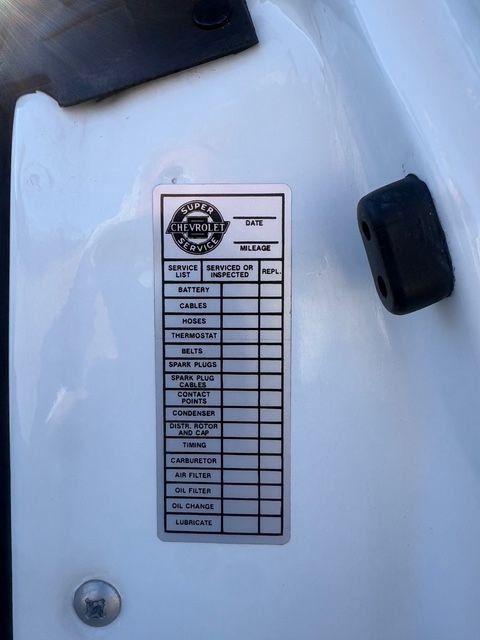 SUPER
CHEVROLET
SERVICE
DATE
MILEAGE
SERVICE LIST
SERVICED OR INSPECTED
REPL.
BATTERY
CABLES
HOSES
THERMOSTAT
BELTS
SPARK PLUGS
SPARK PLUG
CABLES
CONTACT
POINTS
CONDENSER
DISTR. ROTOR
AND CAP
TIMING
CARBURETOR
AIR FILTER
OIL FILTER
OIL CHANGE
LUBRICATE